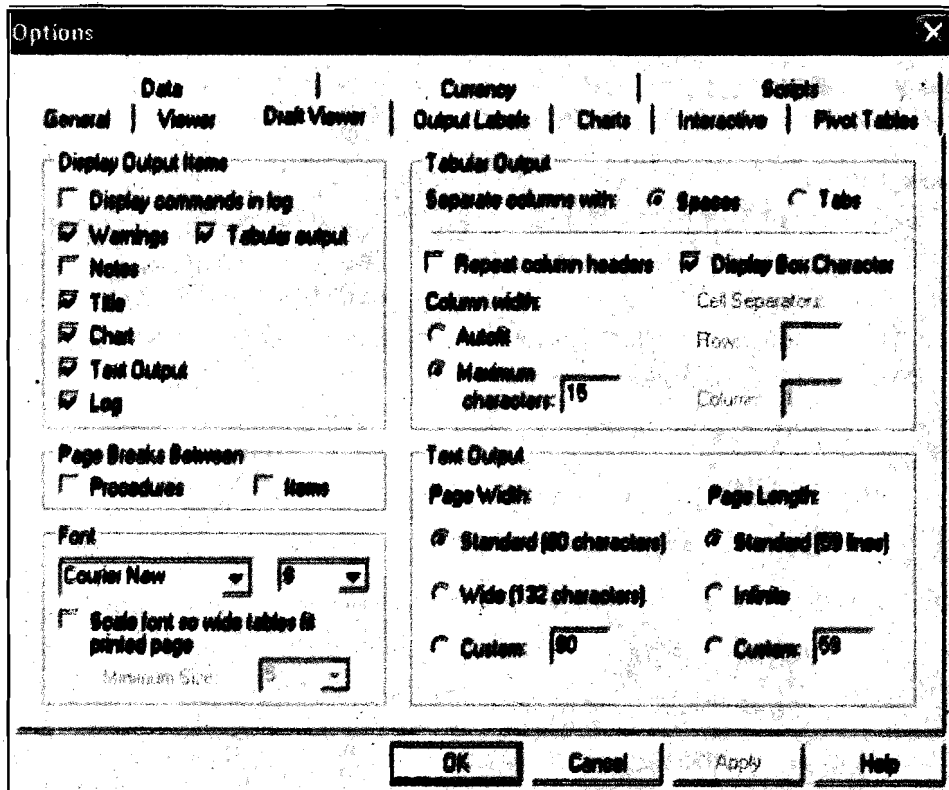 Options
Data | Currency | Scripts
General | Viewer | Draft Viewer | Output Labels | Charts | Interactive | Pivot Tables
Display Output Items
Display commands in log
Warnings Tabular output
Notes
Title
Chart
Text Output
Log
Page Breaks Between
Procedures Items
Font
Courier New
Scale font so wide tables fit
printed page
Minimum Size:
Tabular Output
Separate columns with: Spaces Tabs
Repeat column headers Display Box Character
Column width: Cell Separators:
Autofit Row:
Maximum
characters: 15 Column:
Text Output
Page Width: Page Length:
Standard (80 characters) Standard (59 lines)
Wide (132 characters) Infinite
Custom: 80 Custom: 59
OK Cancel Apply Help